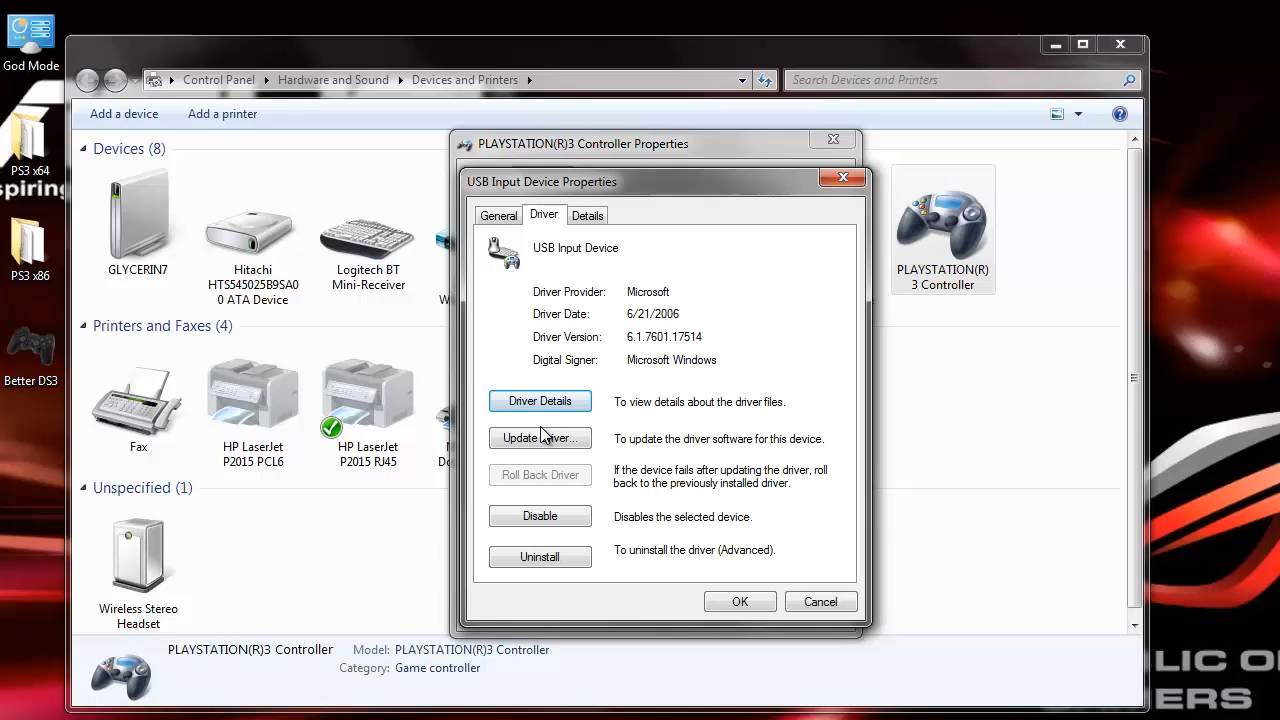 God Mode
PS3 x64
spiring
PS3 x86
Better DS3
Control Panel
Hardware and Sound
Devices and Printers
Search Devices and Printers
Add a device
Add a printer
Devices (8)
GLYCERIN7
Hitachi
HTS545025B9SA0
0 ATA Device
Logitech BT
Mini-Receiver
W
PLAYSTATION(R)
3 Controller
Printers and Faxes (4)
Fax
HP LaserJet
P2015 PCL6
HP LaserJet
P2015 RJ45
Unspecified (1)
Wireless Stereo
Headset
PLAYSTATION(R)3 Controller Properties
USB Input Device Properties
General
Driver
Details
USB Input Device
Driver Provider: Microsoft
Driver Date: 6/21/2006
Driver Version: 6.1.7601.17514
Digital Signer: Microsoft Windows
Driver Details
To view details about the driver files.
Update Driver...
To update the driver software for this device.
Roll Back Driver
If the device fails after updating the driver, roll
back to the previously installed driver.
Disable
Disables the selected device.
Uninstall
To uninstall the driver (Advanced).
OK
Cancel
PLAYSTATION(R)3 Controller
Model: PLAYSTATION(R)3 Controller
Category: Game controller
LIC O
ERS